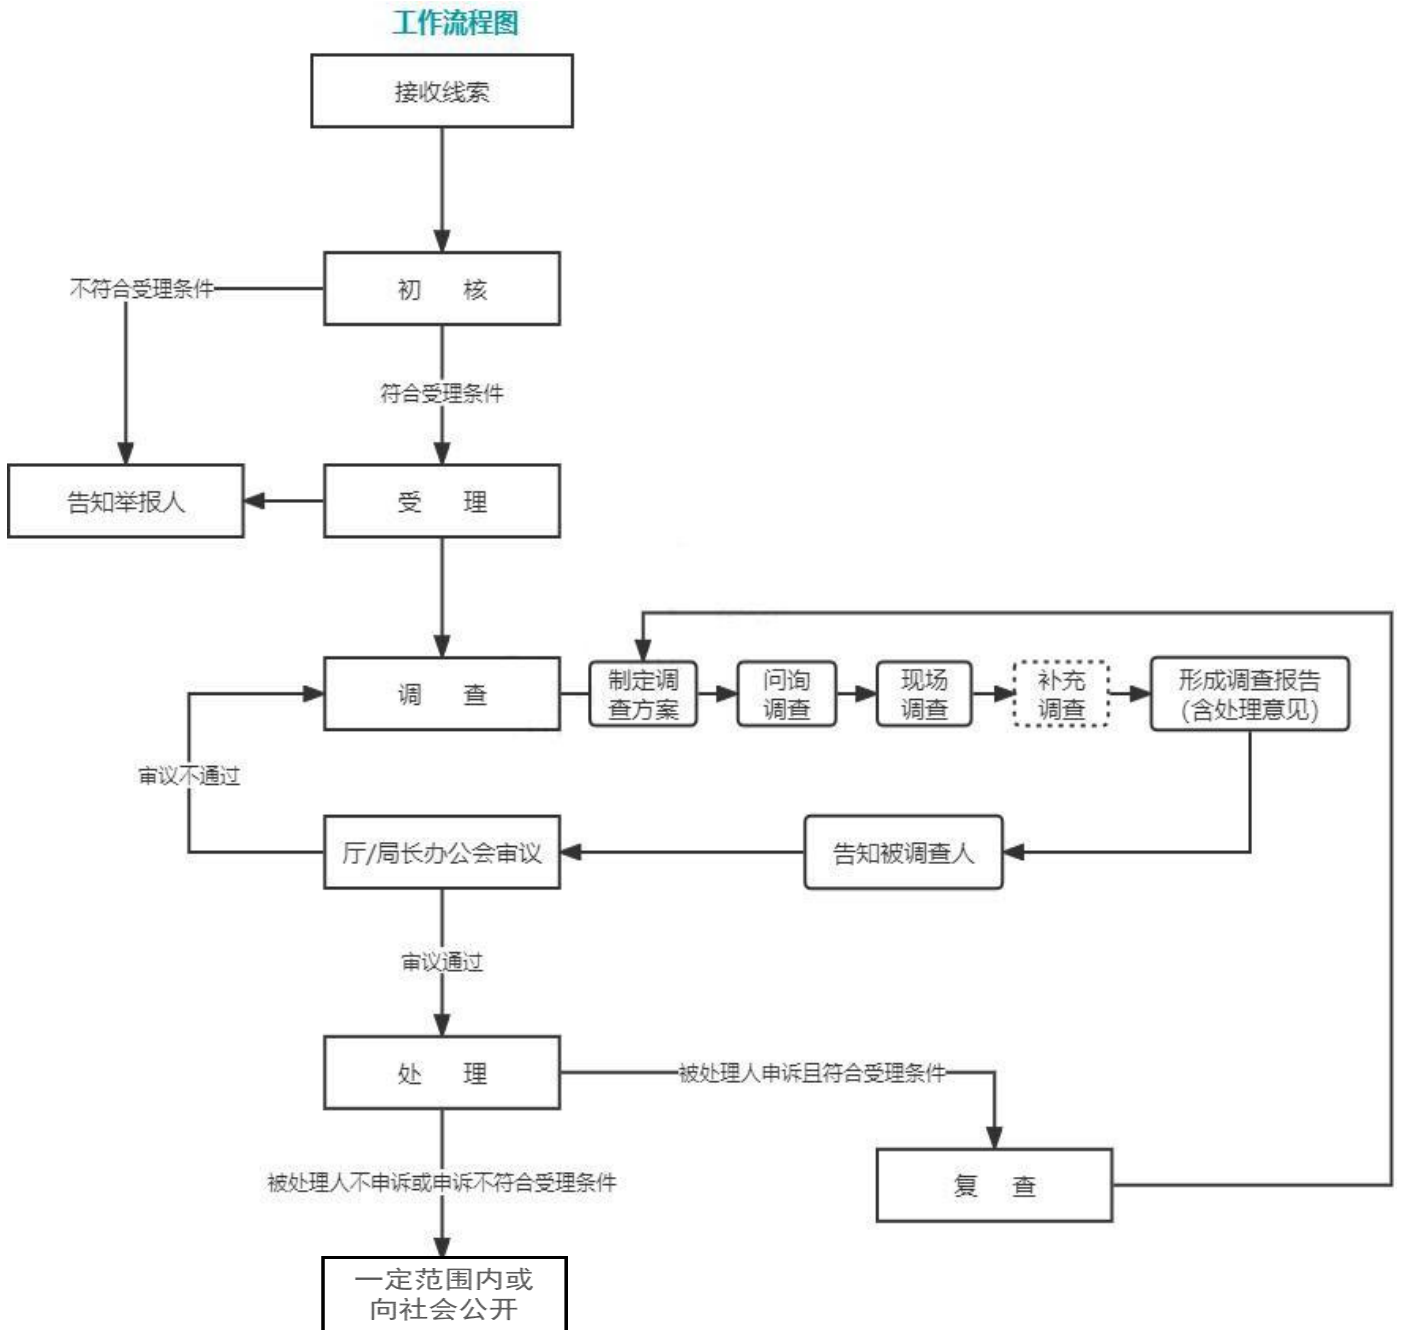 工作流程图
接收线索
不符合受理条件
初 核
符合受理条件
告知举报人
受 理
调 查
制定调
查方案
问询
调查
现场
调查
补充
调查
形成调查报告
(含处理意见)
审议不通过
厅/局长办公会审议
告知被调查人
审议通过
处 理
被处理人申诉且符合受理条件
被处理人不申诉或申诉不符合受理条件
复 查
一定范围内或
向社会公开